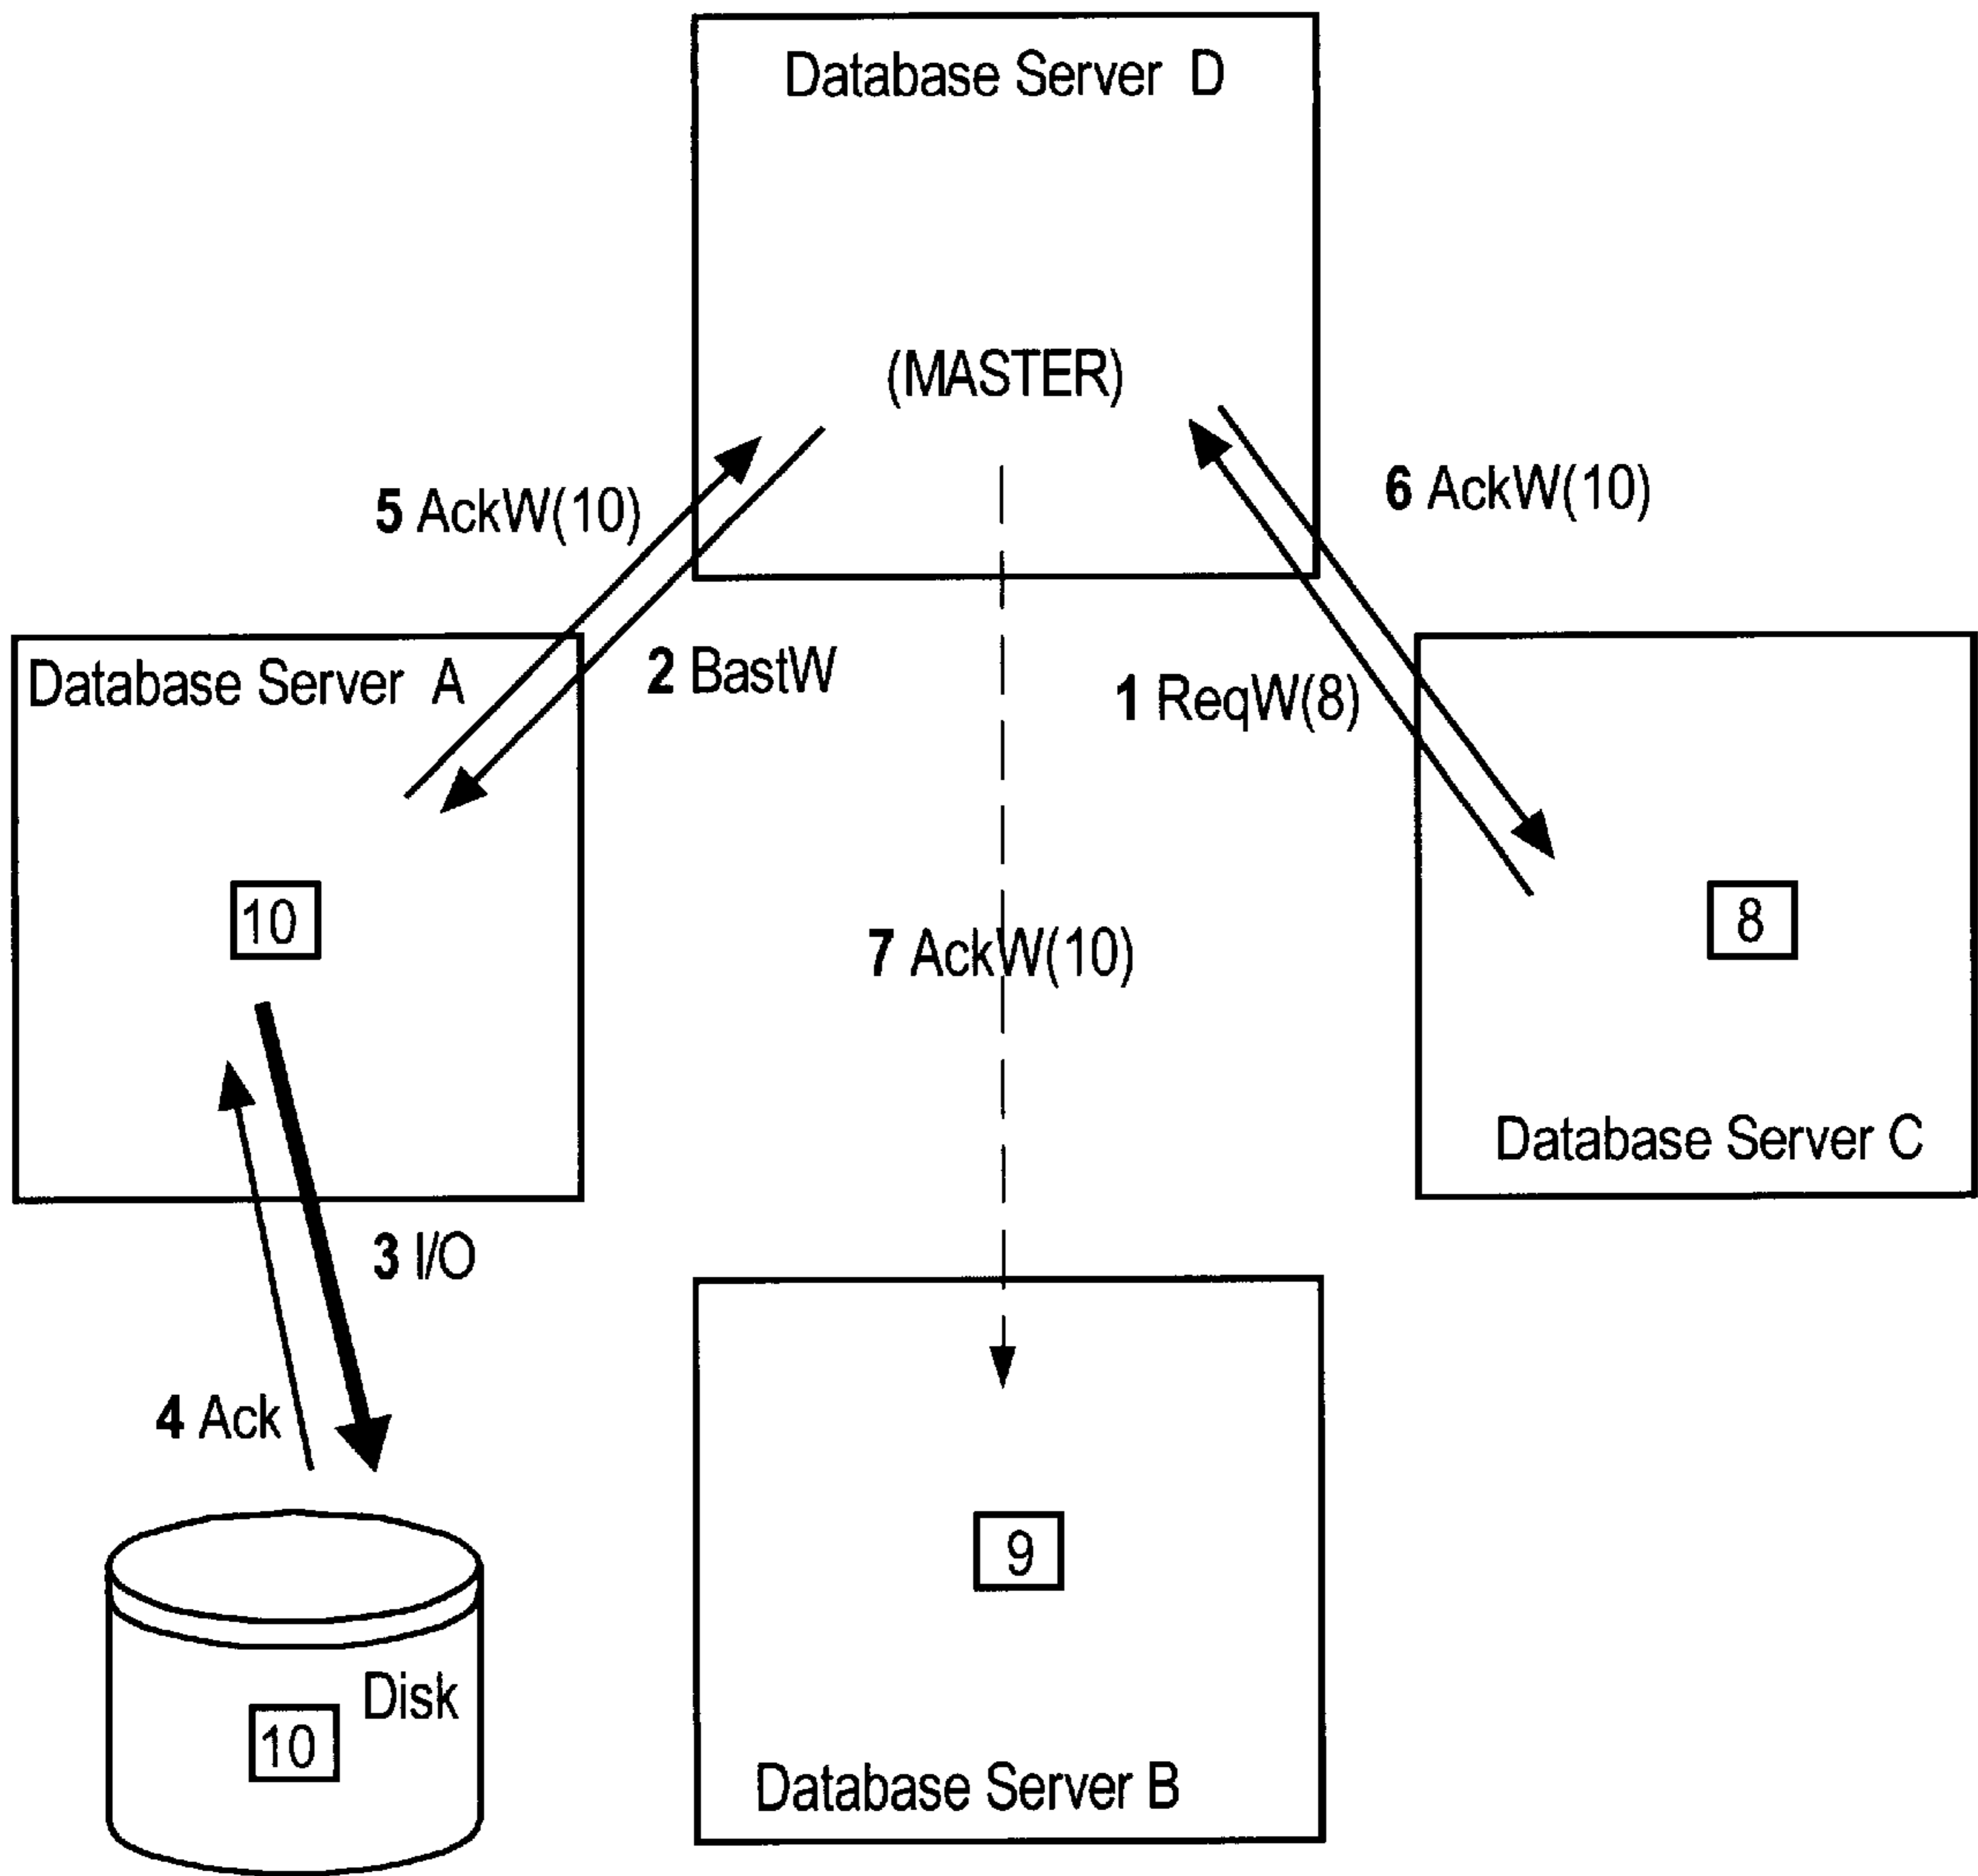 Database Server D
(MASTER)
5 AckW(10)
6 AckW(10)
Database Server A
2 BastW
1 ReqW(8)
10
8
7 AckW(10)
Database Server C
3 I/O
4 Ack
9
Disk
10
Database Server B